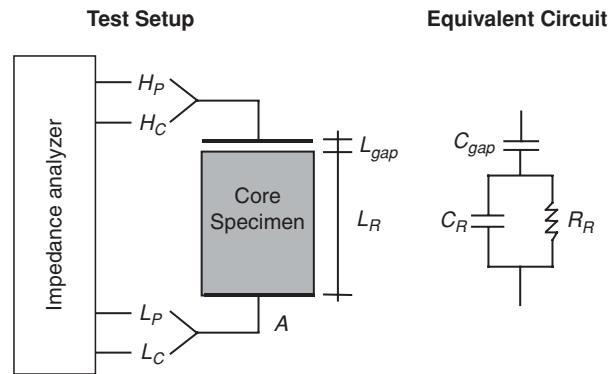 Test Setup
Equivalent Circuit
Impedance analyzer
H_P
H_C
L_gap
Core
Specimen
L_R
L_P
L_C
A
C_gap
C_R
R_R